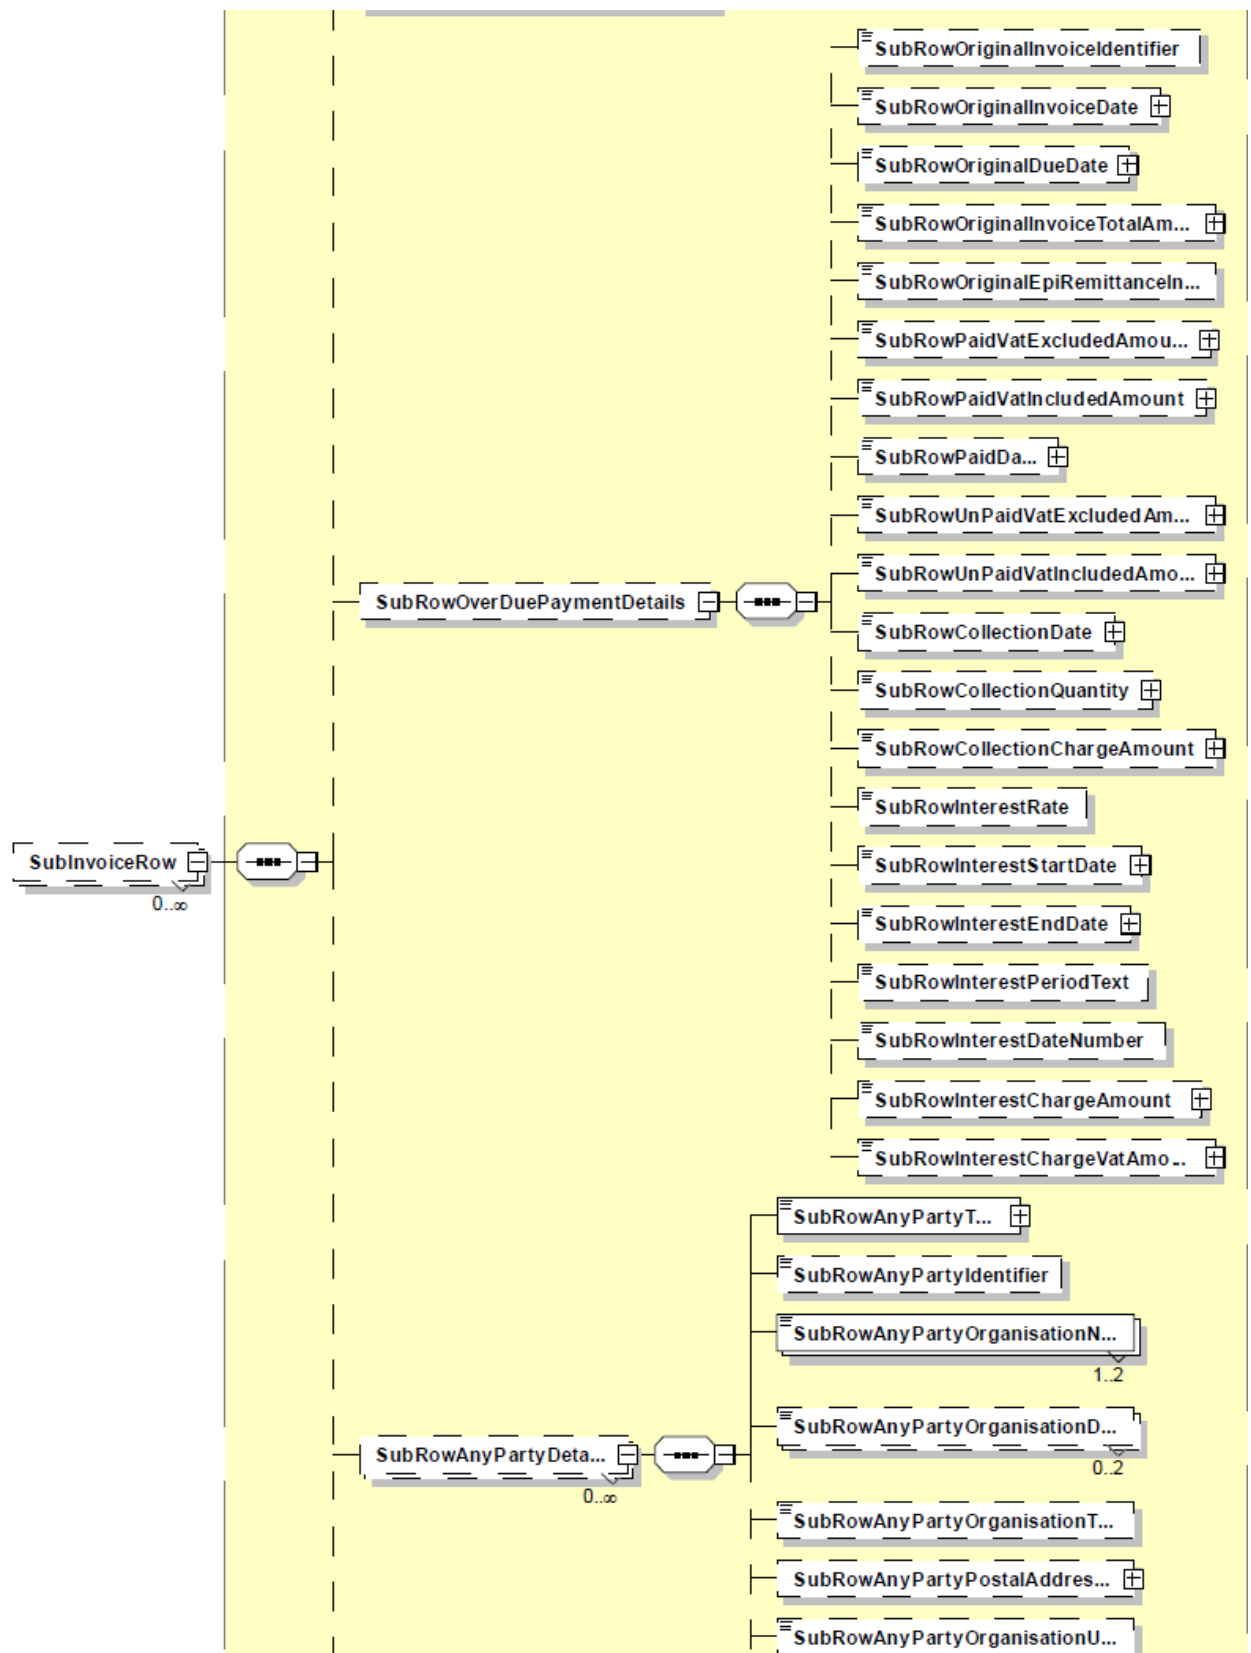 SubRowOriginalInvoiceIdentifier
SubRowOriginalInvoiceDate
SubRowOriginalDueDate
SubRowOriginalInvoiceTotalAm...
SubRowOriginalEpiRemittanceIn...
SubRowPaidVatExcludedAmou...
SubRowPaidVatIncludedAmount
SubRowPaidDa...
SubRowUnPaidVatExcludedAm...
SubRowUnPaidVatIncludedAmo...
SubRowOverDuePaymentDetails
SubRowCollectionDate
SubRowCollectionQuantity
SubRowCollectionChargeAmount
SubRowInterestRate
SubInvoiceRow
0..∞
SubRowInterestStartDate
SubRowInterestEndDate
SubRowInterestPeriodText
SubRowInterestDateNumber
SubRowInterestChargeAmount
SubRowInterestChargeVatAmo...
SubRowAnyPartyT...
SubRowAnyPartyIdentifier
SubRowAnyPartyOrganisationN...
1..2
SubRowAnyPartyOrganisationD...
0..2
SubRowAnyPartyDeta...
0..∞
SubRowAnyPartyOrganisationT...
SubRowAnyPartyPostalAddres...
SubRowAnyPartyOrganisationU...